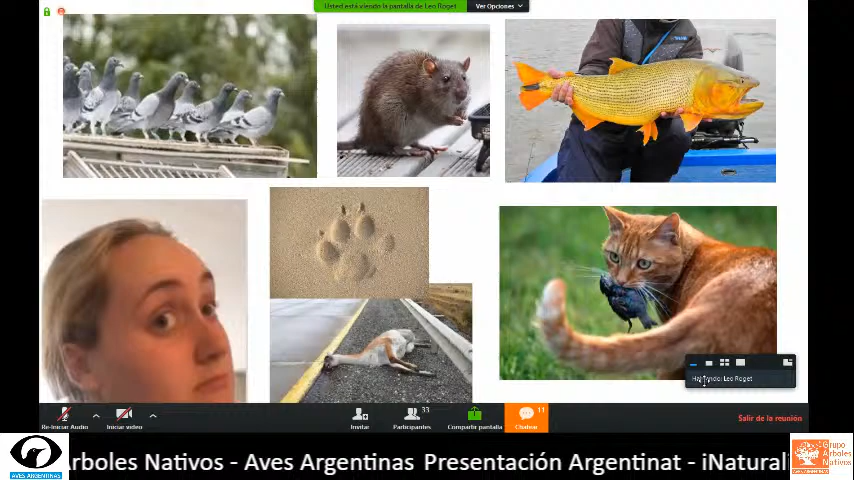 Usted está viendo la pantalla de Leo Roget
Ver Opciones
Hablando: Leo Roget
33
11
Re-Iniciar Audio
Iniciar video
Invitar
Participantes
Compartir pantalla
Chatear
Salir de la reunión
AVES ARGENTINAS
Árboles Nativos - Aves Argentinas Presentación Argentinat - iNaturali
Grupo
Árboles
Nativos